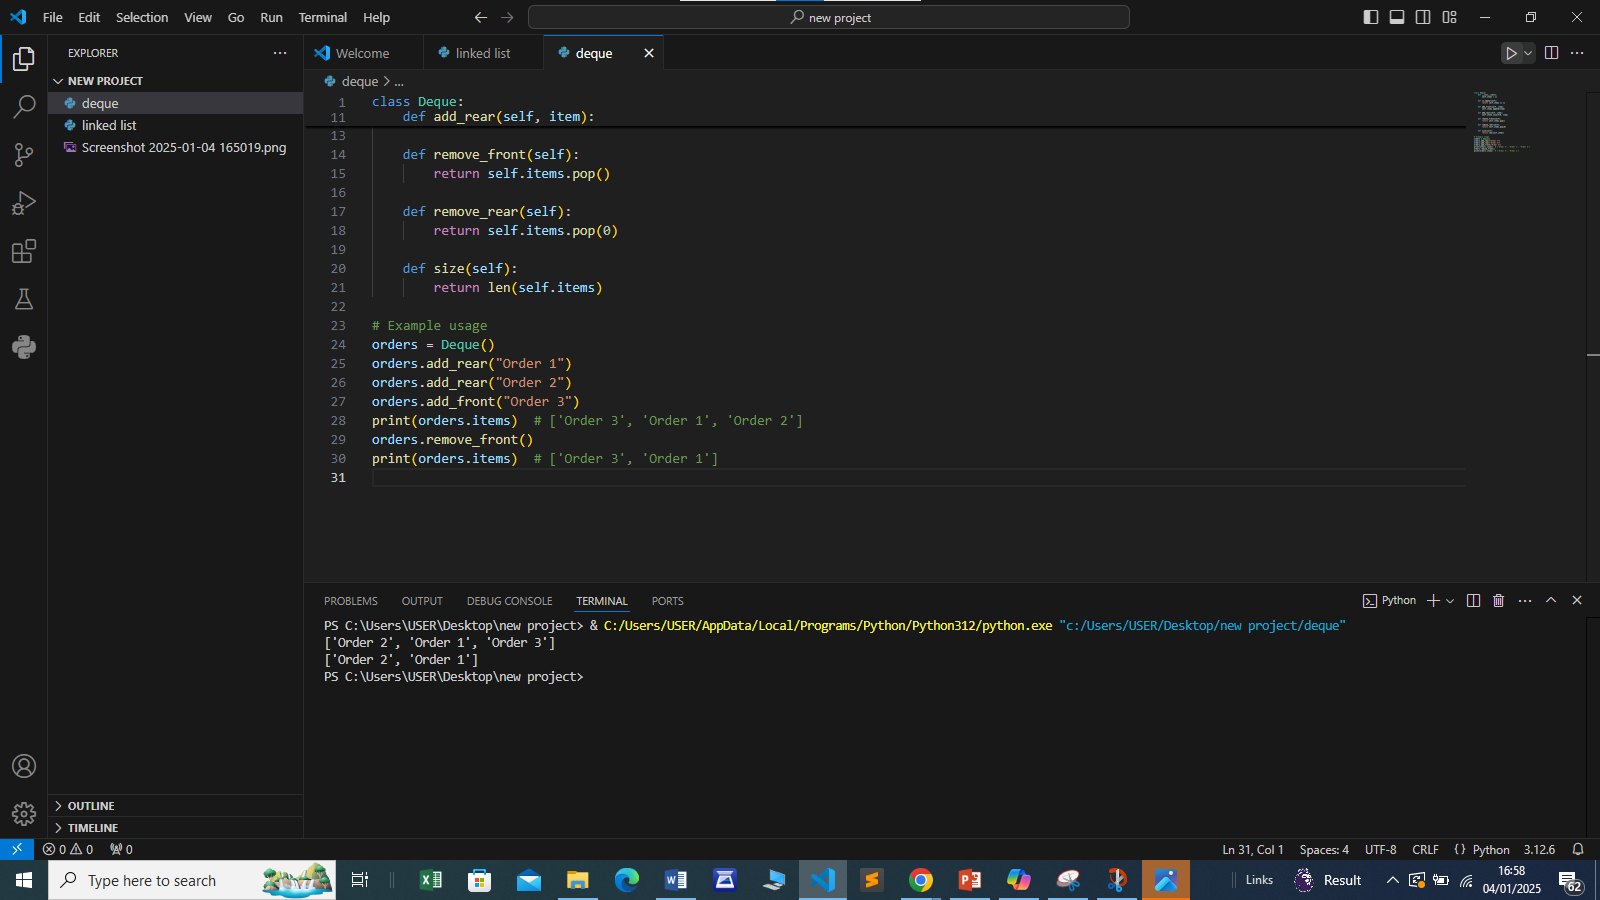 File Edit Selection View Go Run Terminal Help
new project
EXPLORER
Welcome
linked list
deque
NEW PROJECT
deque
linked list
Screenshot 2025-01-04 165019.png
deque > ...
1 class Deque:
11 def add_rear(self, item):
13
14 def remove_front(self):
15 return self.items.pop()
16
17 def remove_rear(self):
18 return self.items.pop(0)
19
20 def size(self):
21 return len(self.items)
22
23 # Example usage
24 orders = Deque()
25 orders.add_rear("Order 1")
26 orders.add_rear("Order 2")
27 orders.add_front("Order 3")
28 print(orders.items) # ['Order 3', 'Order 1', 'Order 2']
29 orders.remove_front()
30 print(orders.items) # ['Order 3', 'Order 1']
31
PROBLEMS OUTPUT DEBUG CONSOLE TERMINAL PORTS
Python
PS C:\Users\USER\Desktop\new project> & C:/Users/USER/AppData/Local/Programs/Python/Python312/python.exe "c:/Users/USER/Desktop/new project/deque"
['Order 2', 'Order 1', 'Order 3']
['Order 2', 'Order 1']
PS C:\Users\USER\Desktop\new project>
OUTLINE
TIMELINE
0 0 0
Ln 31, Col 1 Spaces: 4 UTF-8 CRLF {} Python 3.12.6
Type here to search
Links
Result
16:58
04/01/2025
62